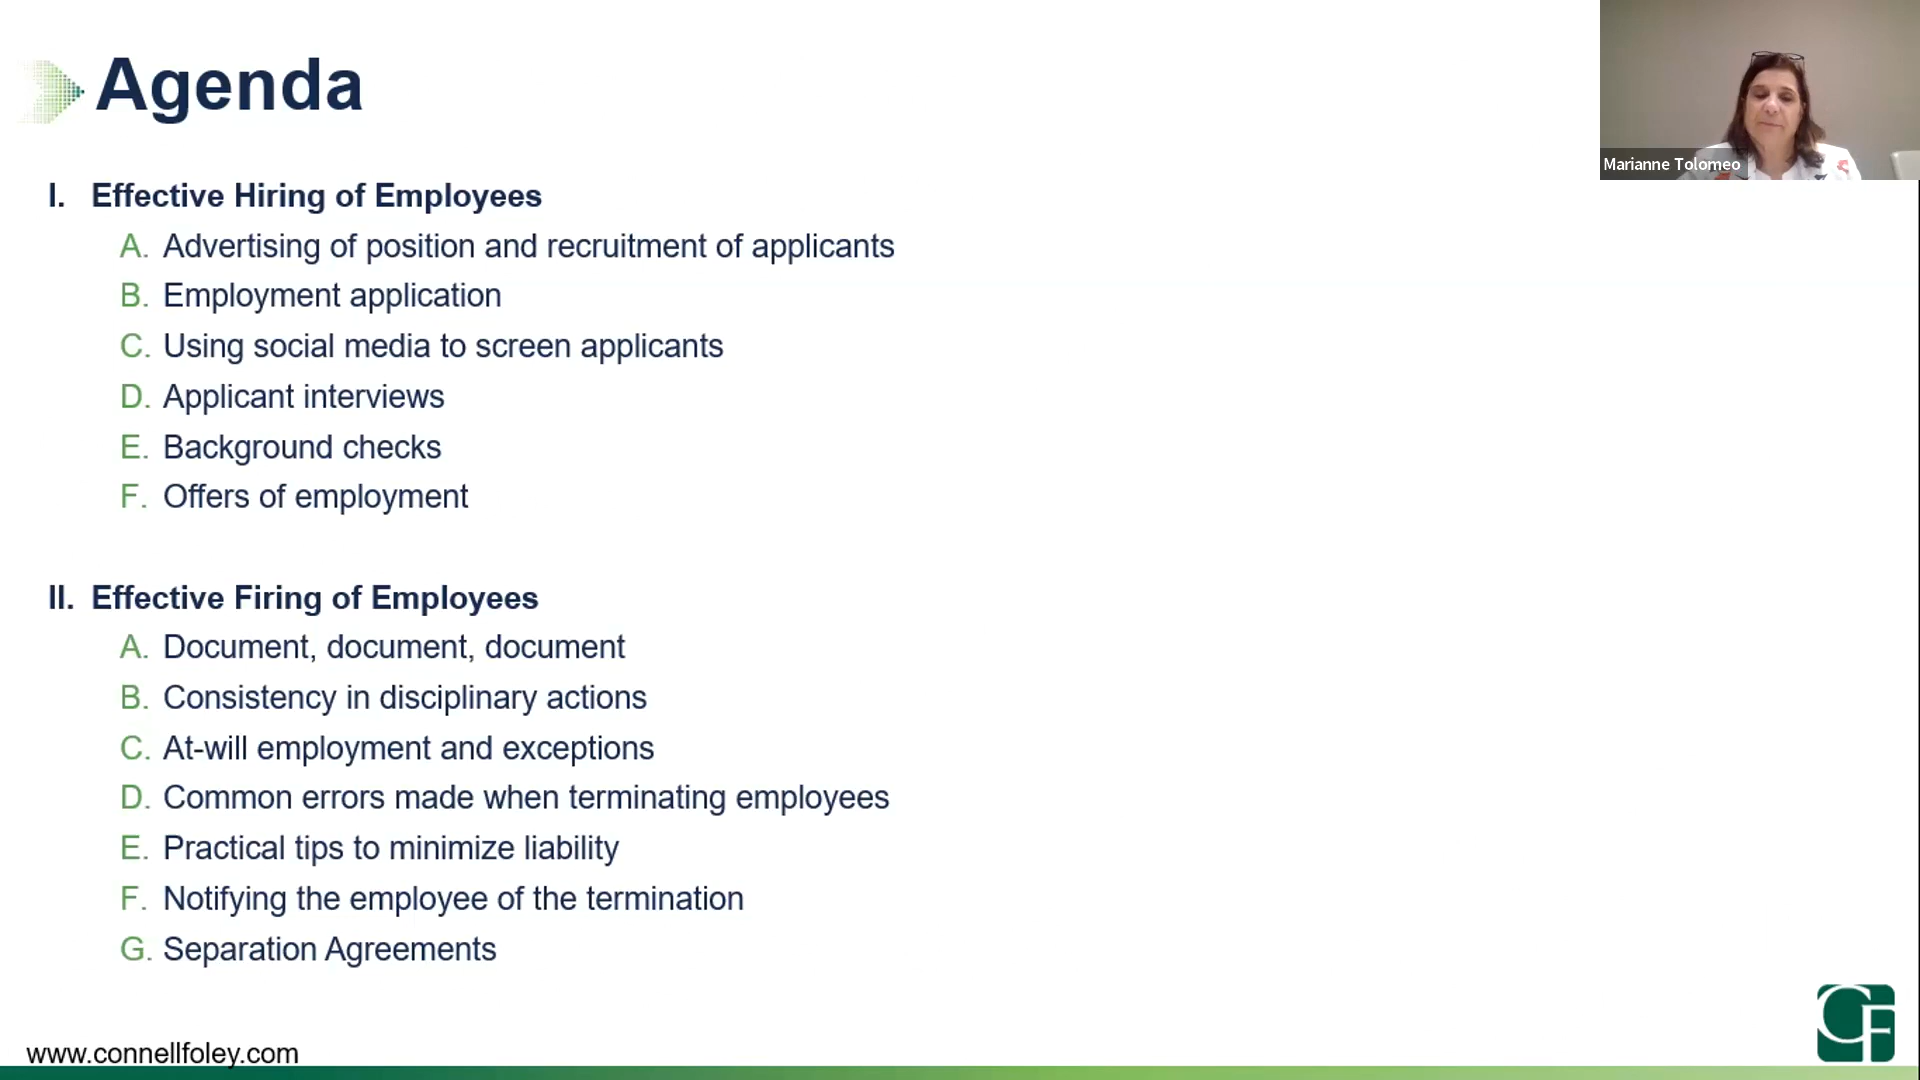 Agenda
Marianne Tolomeo
I. Effective Hiring of Employees
A. Advertising of position and recruitment of applicants
B. Employment application
C. Using social media to screen applicants
D. Applicant interviews
E. Background checks
F. Offers of employment
II. Effective Firing of Employees
A. Document, document, document
B. Consistency in disciplinary actions
C. At-will employment and exceptions
D. Common errors made when terminating employees
E. Practical tips to minimize liability
F. Notifying the employee of the termination
G. Separation Agreements
CF
www.connellfoley.com